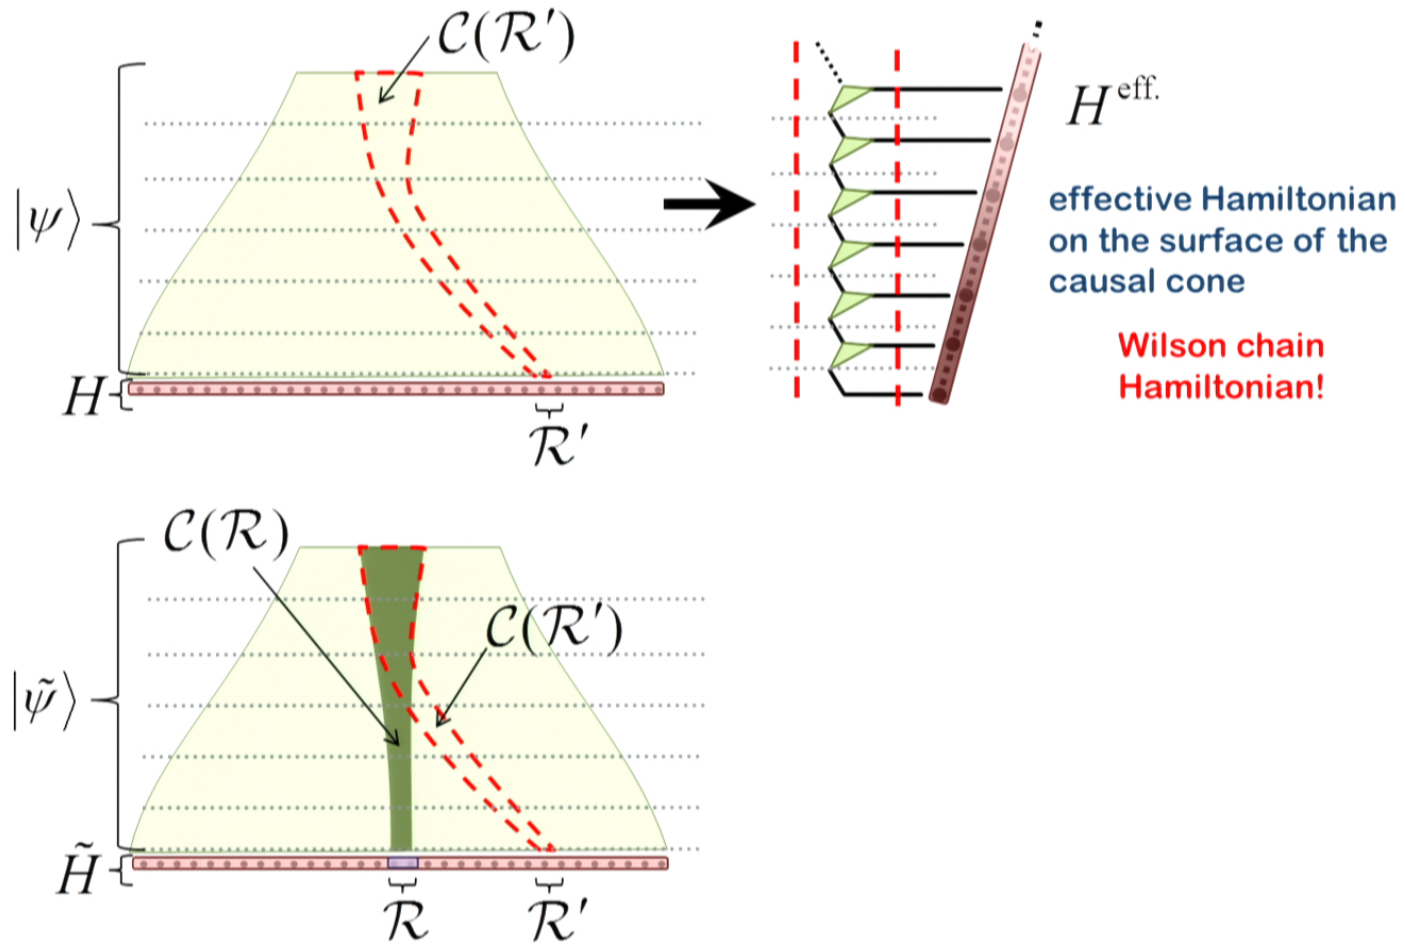 C(R′)
H^eff.
|ψ⟩
effective Hamiltonian
on the surface of the
causal cone
Wilson chain
Hamiltonian!
H
R′
C(R)
C(R′)
|ψ̃⟩
H̃
R
R′